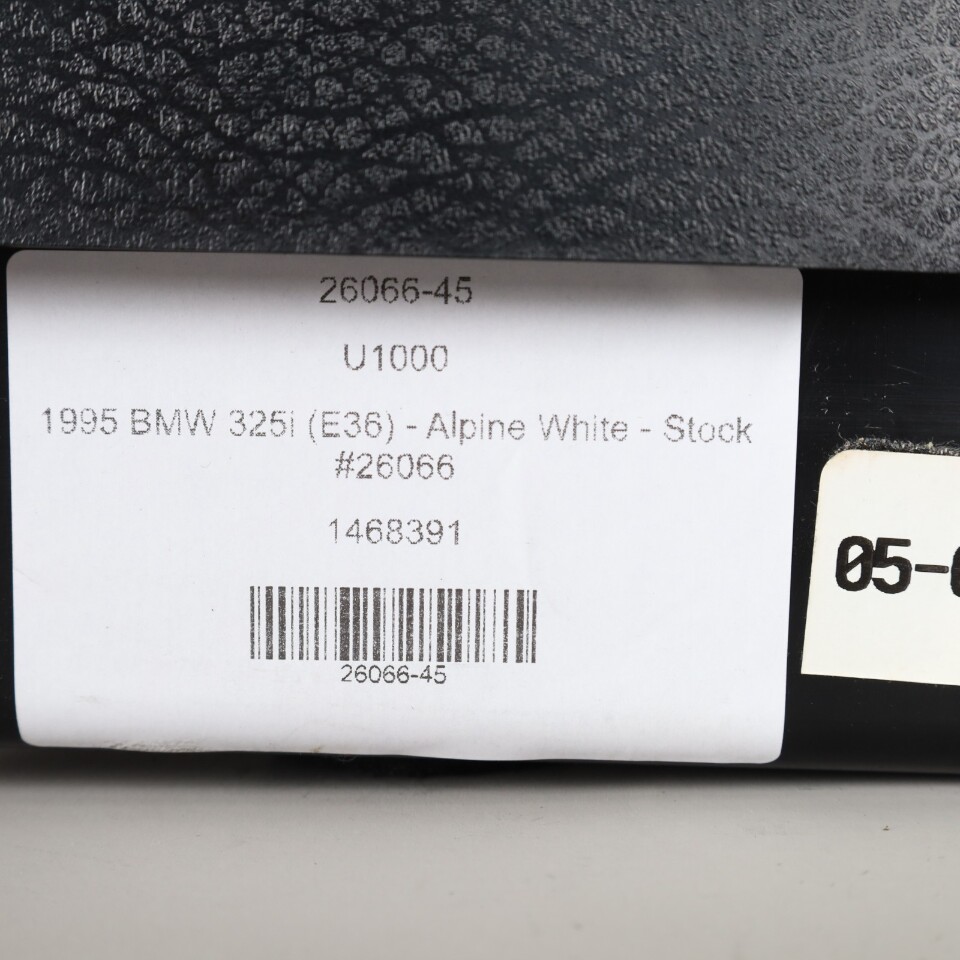 26066-45
U1000
1995 BMW 325i (E36) - Alpine White - Stock
#26066
1468391
26066-45
05-